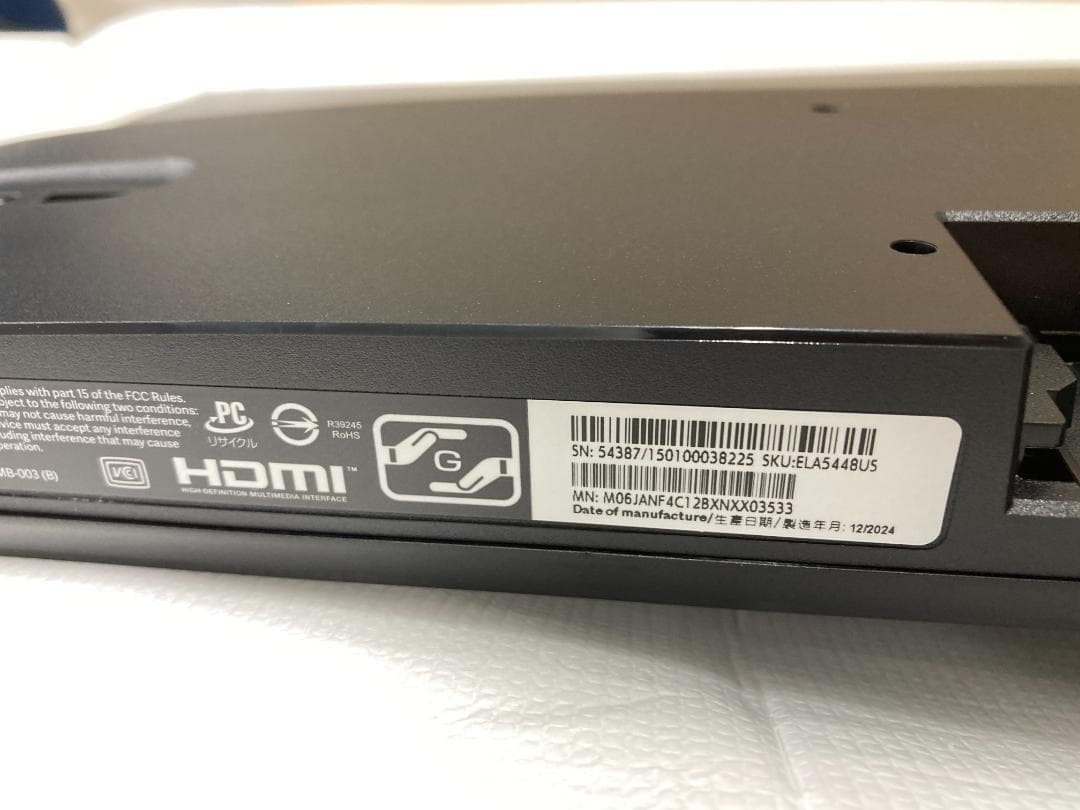 plies with part 15 of the FCC Rules.
bject to the following two conditions:
may not cause harmful interference,
vice must accept any interference
uding interference that may cause
peration.
MB-003 (B)
PC
リサイクル
R39245
RoHS
VCCI
HDMI™
HIGH-DEFINITION MULTIMEDIA INTERFACE
G
SN: 54387/150100038225 SKU:ELA5448US
MN: M06JANF4C12BXNXX03533
Date of manufacture/生產日期/製造年月: 12/2024